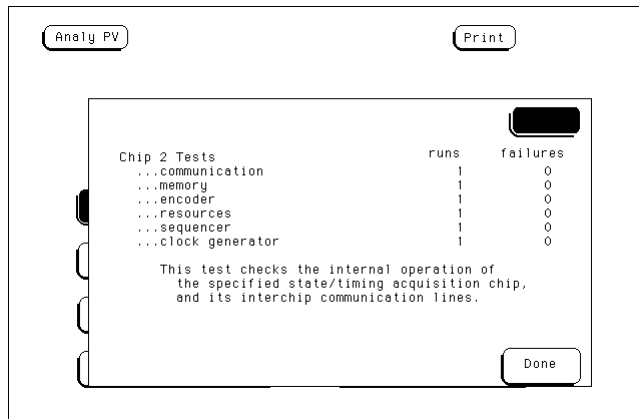 Analy PV
Print
Chip 2 Tests runs failures
...communication 1 0
...memory 1 0
...encoder 1 0
...resources 1 0
...sequencer 1 0
...clock generator 1 0
This test checks the internal operation of
the specified state/timing acquisition chip,
and its interchip communication lines.
Done